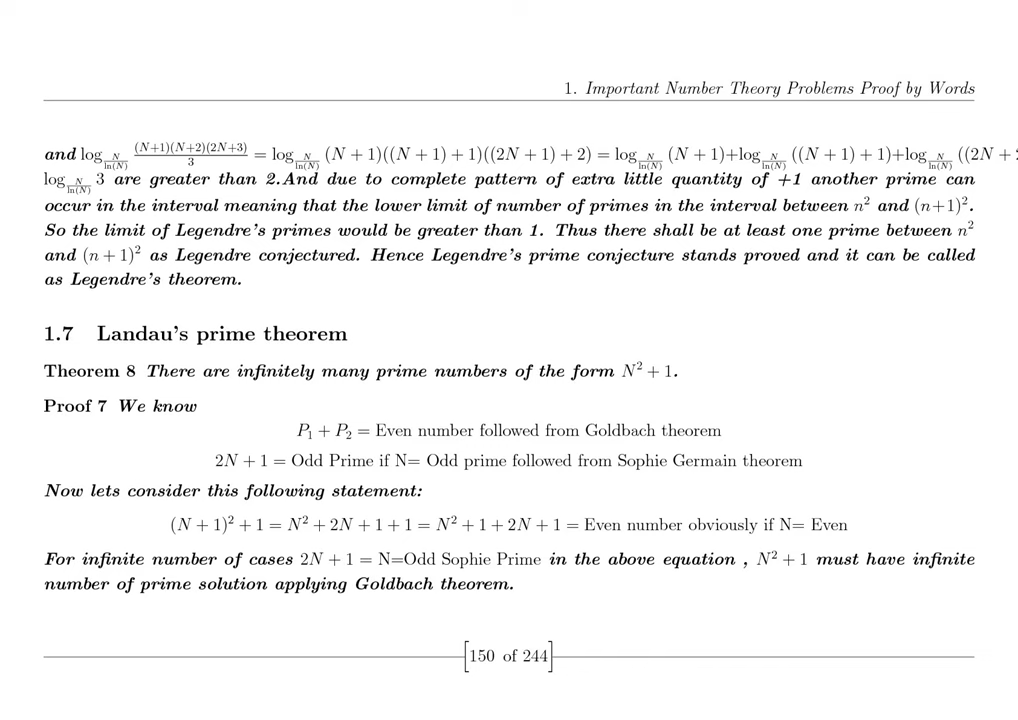 1. Important Number Theory Problems Proof by Words
and log_{N/ln(N)} (N+1)(N+2)(2N+3)/3 = log_{N/ln(N)} (N + 1)((N + 1) + 1)((2N + 1) + 2) = log_{N/ln(N)} (N + 1)+log_{N/ln(N)} ((N + 1) + 1)+log_{N/ln(N)} ((2N +
log_{N/ln(N)} 3 are greater than 2.And due to complete pattern of extra little quantity of +1 another prime can
occur in the interval meaning that the lower limit of number of primes in the interval between n² and (n+1)².
So the limit of Legendre's primes would be greater than 1. Thus there shall be at least one prime between n²
and (n + 1)² as Legendre conjectured. Hence Legendre's prime conjecture stands proved and it can be called
as Legendre's theorem.
1.7 Landau's prime theorem
Theorem 8 There are infinitely many prime numbers of the form N² + 1.
Proof 7 We know
P₁ + P₂ = Even number followed from Goldbach theorem
2N + 1 = Odd Prime if N= Odd prime followed from Sophie Germain theorem
Now lets consider this following statement:
(N + 1)² + 1 = N² + 2N + 1 + 1 = N² + 1 + 2N + 1 = Even number obviously if N= Even
For infinite number of cases 2N + 1 = N=Odd Sophie Prime in the above equation , N² + 1 must have infinite
number of prime solution applying Goldbach theorem.
[150 of 244]